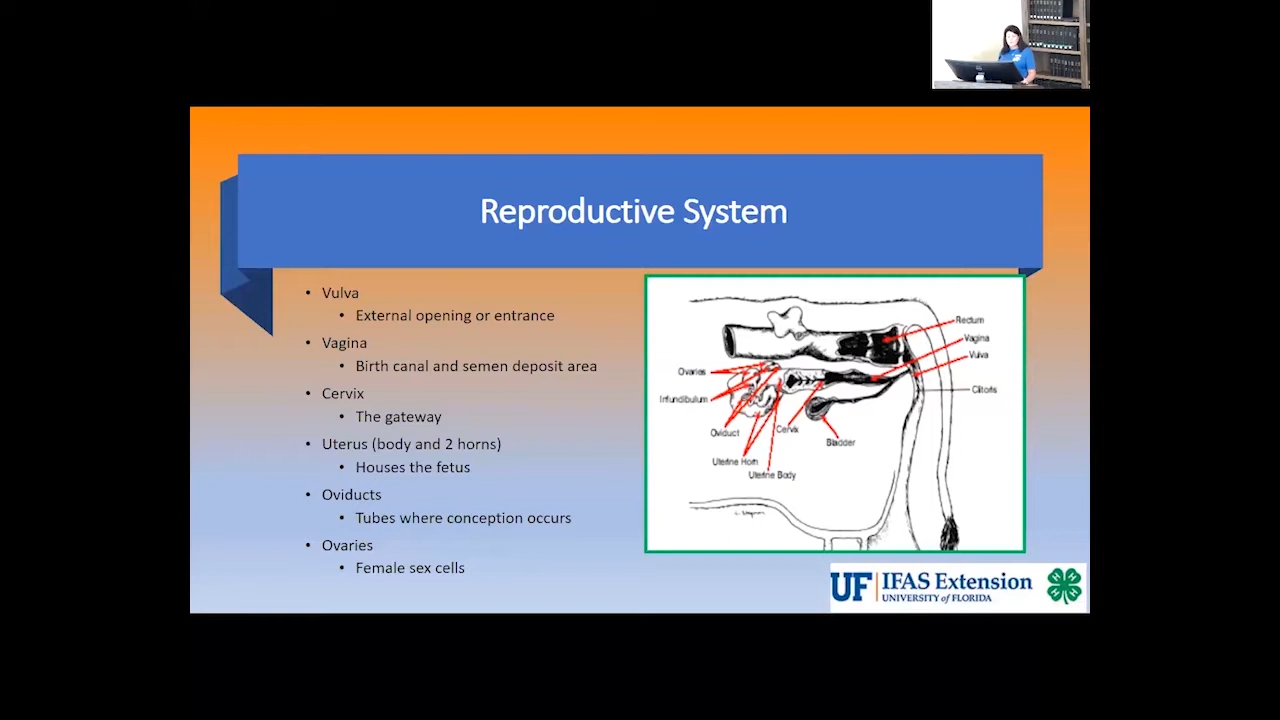 Reproductive System
• Vulva
• External opening or entrance
• Vagina
• Birth canal and semen deposit area
• Cervix
• The gateway
• Uterus (body and 2 horns)
• Houses the fetus
• Oviducts
• Tubes where conception occurs
• Ovaries
• Female sex cells
Rectum
Vagina
Vulva
Clitoris
Ovaries
Infundibulum
Oviduct
Cervix
Bladder
Uterine Horn
Uterine Body
UF IFAS Extension
UNIVERSITY of FLORIDA
H H
H H